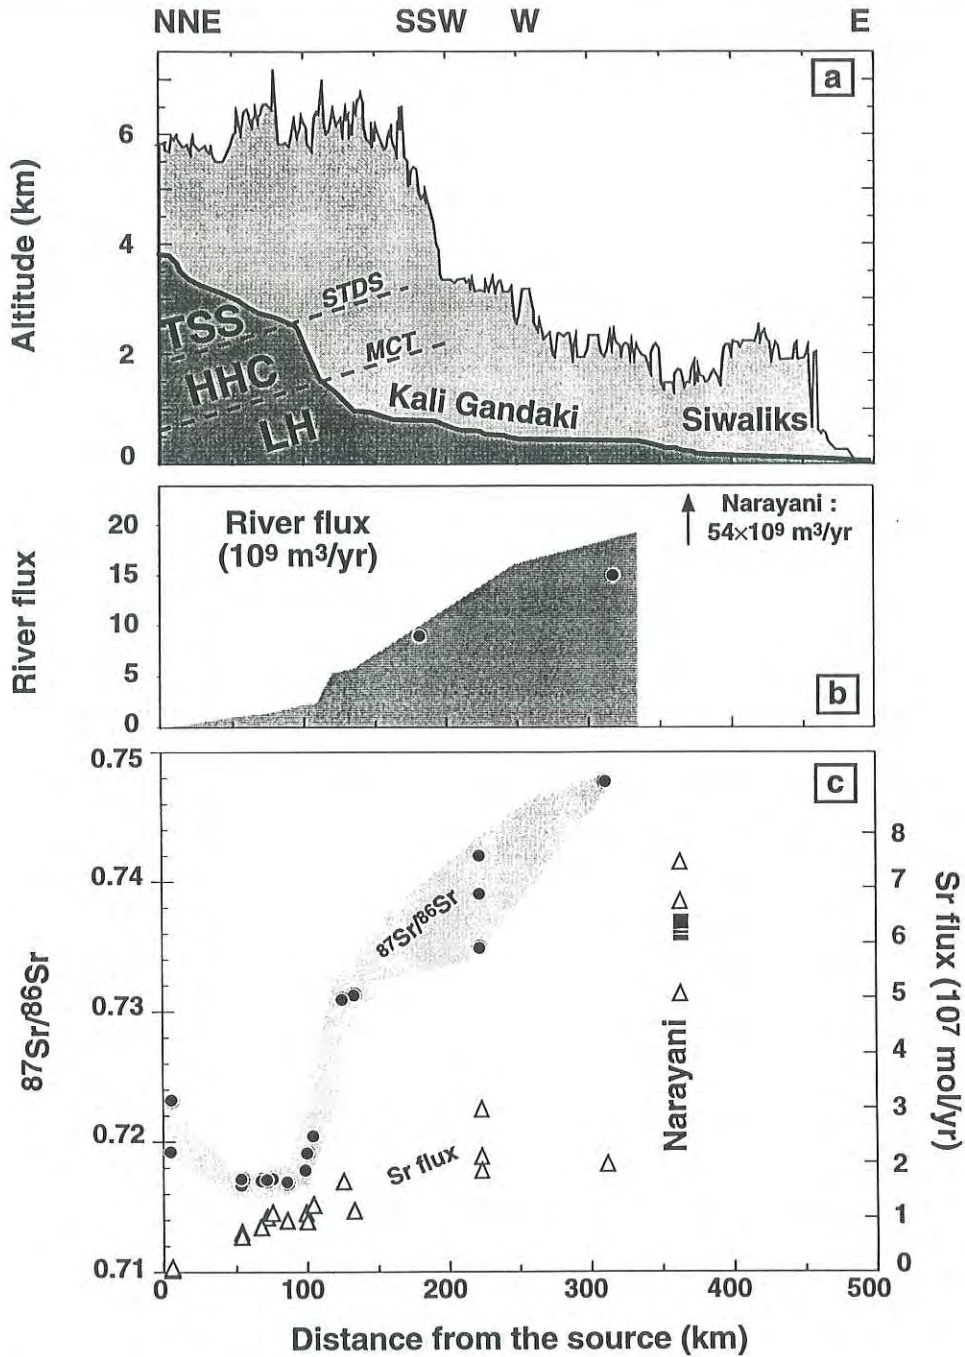 NNE SSW W E
a
Altitude (km)
6
4
2
0
STDS
TSS
MCT
HHC
LH
Kali Gandaki
Siwaliks
b
River flux
20
15
10
5
0
River flux
(10⁹ m³/yr)
Narayani :
54×10⁹ m³/yr
c
⁸⁷Sr/⁸⁶Sr
0.75
0.74
0.73
0.72
0.71
⁸⁷Sr/⁸⁶Sr
Sr flux
Narayani
8
7
6
5
4
3
2
1
0
Sr flux (10⁷ mol/yr)
0 100 200 300 400 500
Distance from the source (km)